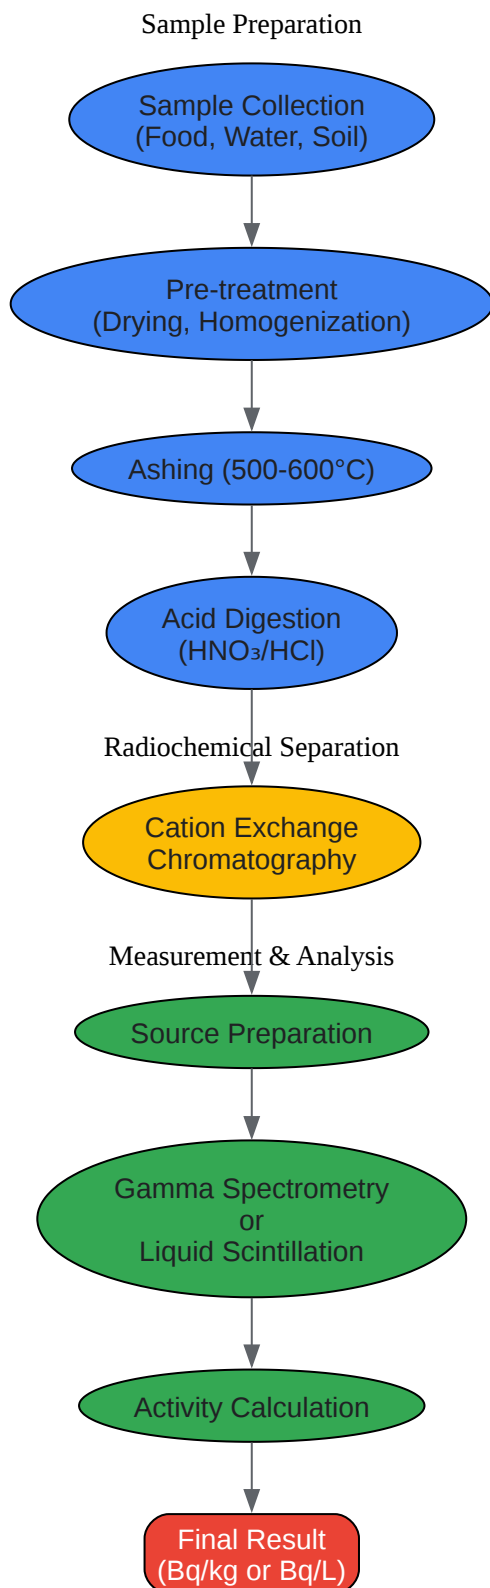 Sample Preparation
Sample Collection
(Food, Water, Soil)
Pre-treatment
(Drying, Homogenization)
Ashing (500-600°C)
Acid Digestion
(HNO₃/HCl)
Radiochemical Separation
Cation Exchange
Chromatography
Measurement & Analysis
Source Preparation
Gamma Spectrometry
or
Liquid Scintillation
Activity Calculation
Final Result
(Bq/kg or Bq/L)